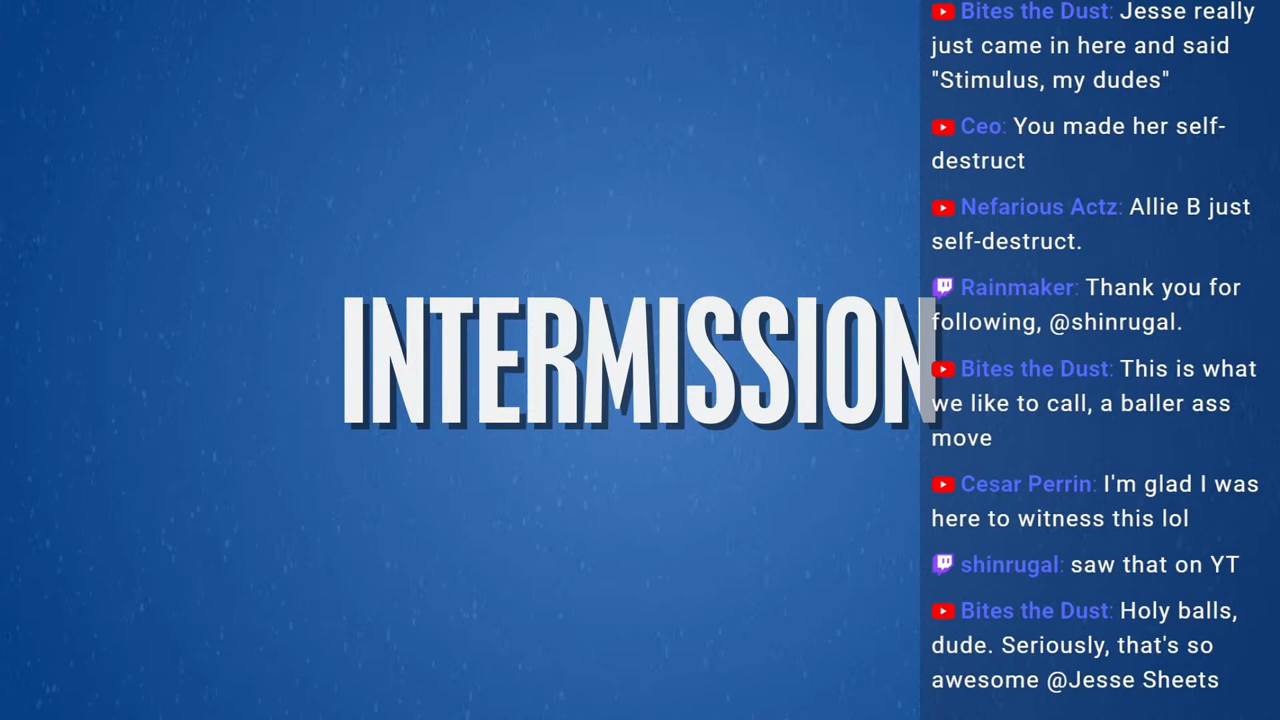 INTERMISSION
Bites the Dust: Jesse really
just came in here and said
"Stimulus, my dudes"
Ceo: You made her self-
destruct
Nefarious Actz: Allie B just
self-destruct.
Rainmaker: Thank you for
following, @shinrugal.
Bites the Dust: This is what
we like to call, a baller ass
move
Cesar Perrin: I'm glad I was
here to witness this lol
shinrugal: saw that on YT
Bites the Dust: Holy balls,
dude. Seriously, that's so
awesome @Jesse Sheets